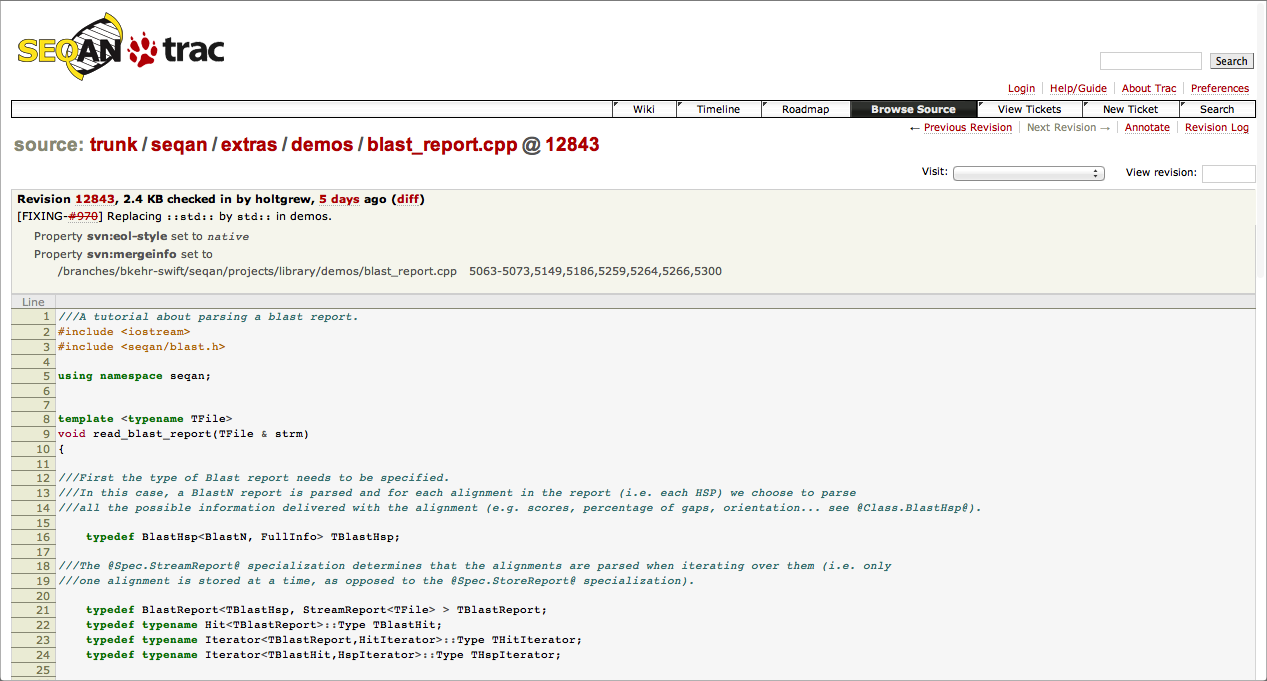 SEQAN trac
Search
Login Help/Guide About Trac Preferences
Wiki Timeline Roadmap Browse Source View Tickets New Ticket Search
← Previous Revision Next Revision → Annotate Revision Log
source: trunk / seqan / extras / demos / blast_report.cpp @ 12843
Visit: View revision:
Revision 12843, 2.4 KB checked in by holtgrew, 5 days ago (diff)
[FIXING-#970] Replacing ::std:: by std:: in demos.
Property svn:eol-style set to native
Property svn:mergeinfo set to
/branches/bkehr-swift/seqan/projects/library/demos/blast_report.cpp 5063-5073,5149,5186,5259,5264,5266,5300
Line
1 ///A tutorial about parsing a blast report.
2 #include <iostream>
3 #include <seqan/blast.h>
4
5 using namespace seqan;
6
7
8 template <typename TFile>
9 void read_blast_report(TFile & strm)
10 {
11
12 ///First the type of Blast report needs to be specified.
13 ///In this case, a BlastN report is parsed and for each alignment in the report (i.e. each HSP) we choose to parse
14 ///all the possible information delivered with the alignment (e.g. scores, percentage of gaps, orientation... see @Class.BlastHsp@).
15
16 typedef BlastHsp<BlastN, FullInfo> TBlastHsp;
17
18 ///The @Spec.StreamReport@ specialization determines that the alignments are parsed when iterating over them (i.e. only
19 ///one alignment is stored at a time, as opposed to the @Spec.StoreReport@ specialization).
20
21 typedef BlastReport<TBlastHsp, StreamReport<TFile> > TBlastReport;
22 typedef typename Hit<TBlastReport>::Type TBlastHit;
23 typedef typename Iterator<TBlastReport,HitIterator>::Type THitIterator;
24 typedef typename Iterator<TBlastHit,HspIterator>::Type THspIterator;
25